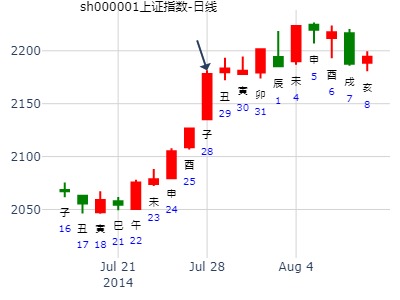 sh000001上证指数-日线
2200
2150
2100
2050
子
16
丑
17
寅
18
巳
21
午
22
未
23
申
24
酉
25
子
28
丑
29
寅
30
卯
31
辰
1
未
4
申
5
酉
6
戌
7
亥
8
Jul 21
2014
Jul 28
Aug 4